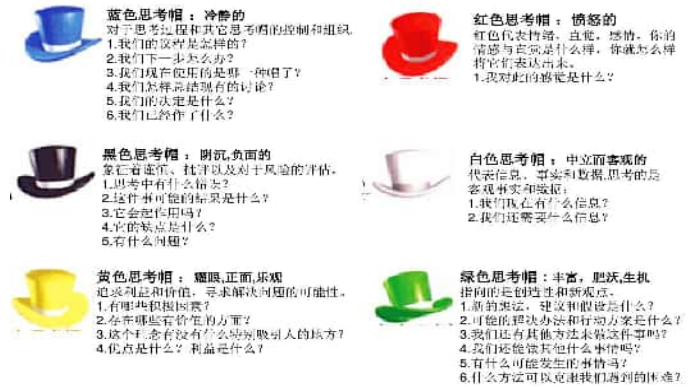 蓝色思考帽：冷静的
对于思考过程和其它思考帽的控制和组织.
1.我们的议程是怎样的？
2.我们下一步怎么办？
3.我们现在使用的是哪一种帽子？
4.我们怎样总结现有的讨论？
5.我们的决定是什么？
6.我们已经作了什么？
红色思考帽：愤怒的
红色代表情绪，直觉，感情，你的
情感与直觉是什么样，你就怎么样
将它们表达出来。
1.我对此的感觉是什么？
黑色思考帽：阴沉,负面的
象征着谨慎、批评以及对于风险的评估。
1.思考中有什么错误？
2.这件事可能的结果是什么？
3.它会起作用吗？
4.它的缺点是什么？
5.有什么问题？
白色思考帽：中立而客观的
代表信息、事实和数据,思考的是
客观事实和数据:
1.我们现在有什么信息？
2.我们还需要什么信息？
黄色思考帽：耀眼,正面,乐观
追求利益和价值，寻求解决问题的可能性。
1.有哪些积极因素？
2.存在哪些有价值的方面？
3.这个理念有没有什么特别吸引人的地方？
4.优点是什么？利益是什么？
绿色思考帽：丰富，肥沃,生机
指向的是创造性和新观点。
1.新的想法，建议和假设是什么？
2.可能的解决办法和行动方案是什么？
3.我们还有其他方法来做这件事吗？
4.我们还能做其他什么事情吗？
5.有什么可能发生的事情吗？
6.什么方法可以克服我们遇到的困难？